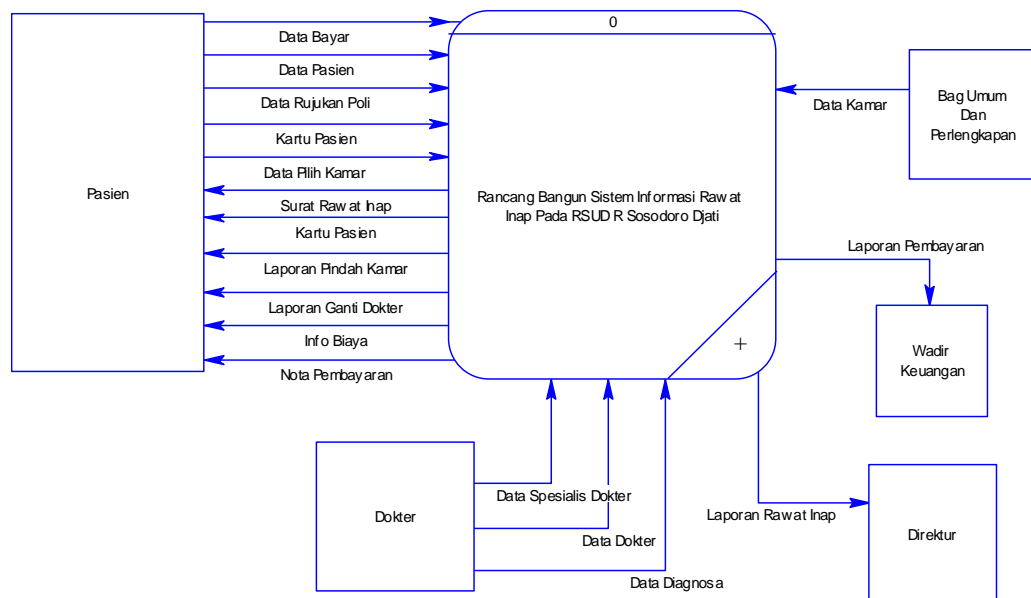 0
Data Bayar
Data Pasien
Data Rujukan Poli
Kartu Pasien
Data Pilih Kamar
Surat Rawat Inap
Kartu Pasien
Laporan Pindah Kamar
Laporan Ganti Dokter
Info Biaya
Nota Pembayaran
Pasien
Rancang Bangun Sistem Informasi Rawat
Inap Pada RSUD R Sosodoro Djati
+
Data Kamar
Bag Umum
Dan
Perlengkapan
Laporan Pembayaran
Wadir
Keuangan
Dokter
Data Spesialis Dokter
Data Dokter
Data Diagnosa
Laporan Rawat Inap
Direktur